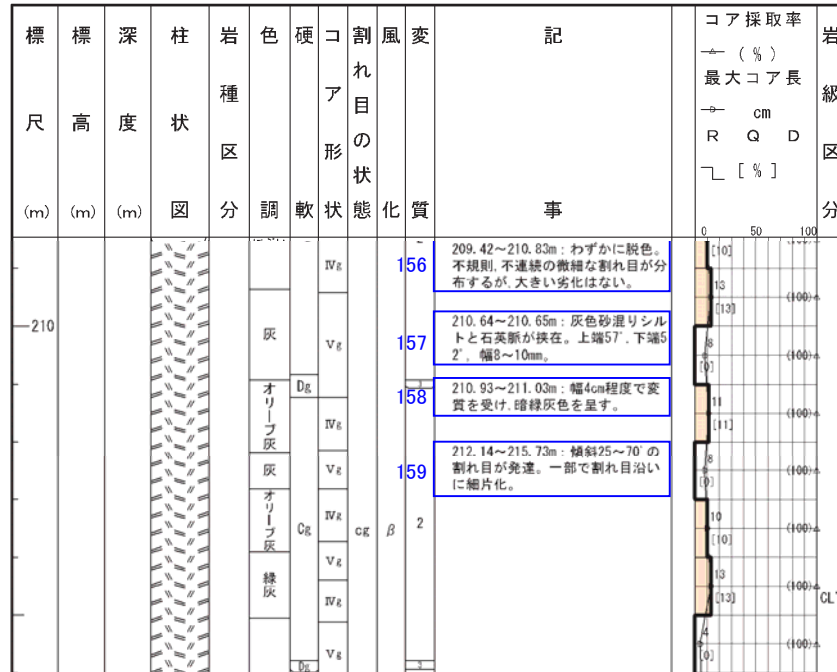 標尺(m)
標高(m)
深度(m)
柱状図
岩種区分
色調
硬軟
コア形状
割れ目の状態
風化
変質
記事
コア採取率
(%)
最大コア長
cm
R Q D
[%]
0 50 100
岩級区分
210
灰
オリーブ灰
灰
オリーブ灰
緑灰
Dg
Cg
Dg
Ⅳg
Ⅴg
Ⅳg
Ⅴg
Ⅳg
Ⅴg
Ⅳg
Ⅴg
cg
β
3
2
3
156
209.42~210.83m:わずかに脱色。
不規則,不連続の微細な割れ目が分
布するが,大きい劣化はない。
157
210.64~210.65m:灰色砂混りシル
トと石英脈が挟在。上端57゜,下端5
2゜, 幅8~10mm。
158
210.93~211.03m:幅4cm程度で変
質を受け,暗緑灰色を呈す。
159
212.14~215.73m:傾斜25~70゜の
割れ目が発達。一部で割れ目沿い
に細片化。
(100)
[10]
13
(100)
[13]
8
(100)
[0]
11
(100)
[11]
8
(100)
[0]
10
(100)
[10]
13
(100)
[13]
4
(100)
[0]